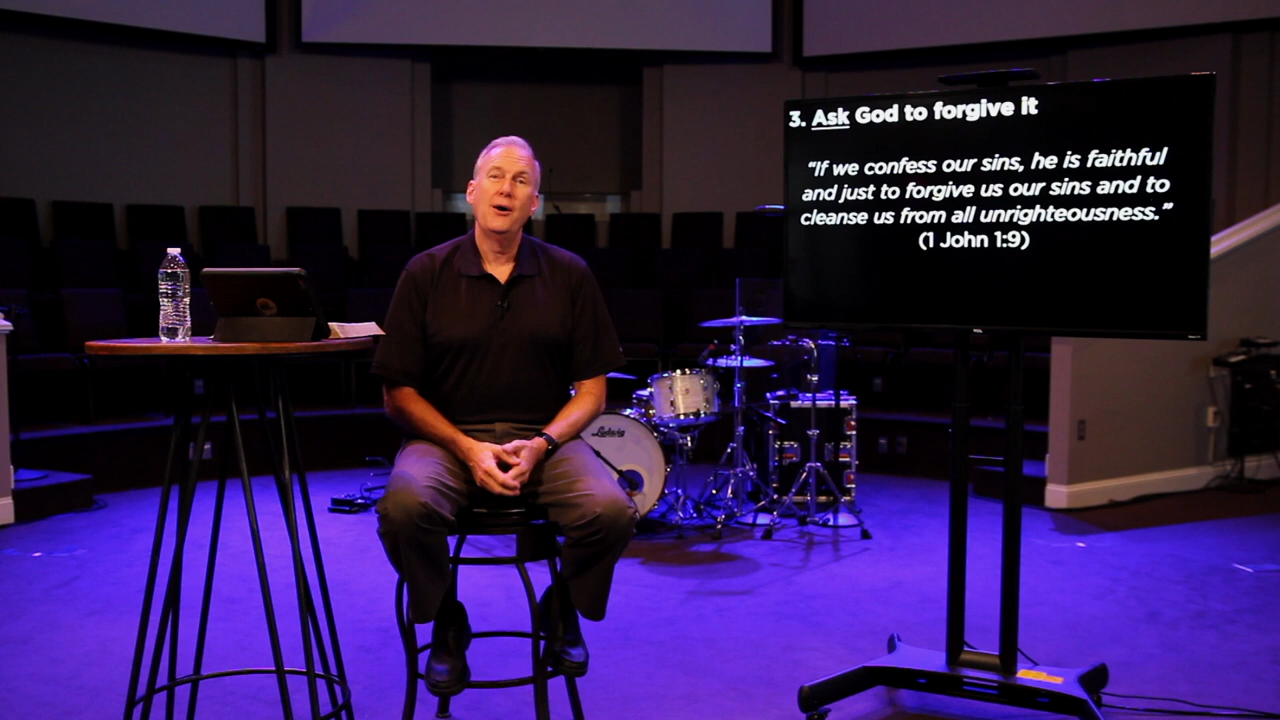 3. Ask God to forgive it
“If we confess our sins, he is faithful
and just to forgive us our sins and to
cleanse us from all unrighteousness.”
(1 John 1:9)
Ludwig
TCL